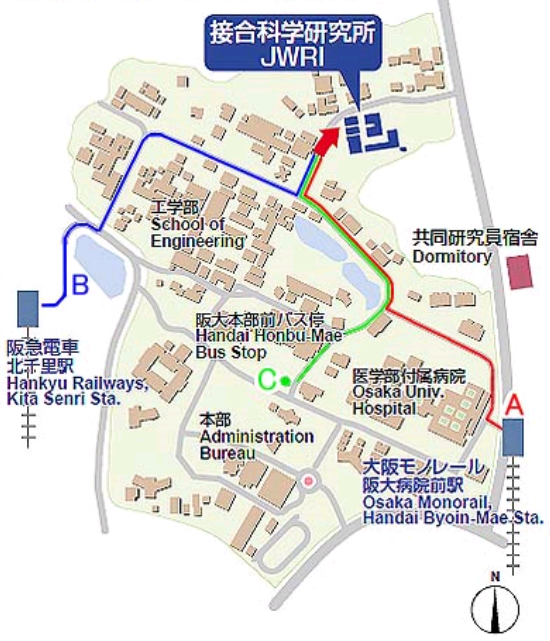 接合科学研究所
JWRI
工学部
School of
Engineering
共同研究員宿舎
Dormitory
B
阪大本部前バス停
Handai Honbu-Mae
Bus Stop
阪急電車
北千里駅
Hankyu Railways,
Kita Senri Sta.
C
医学部付属病院
Osaka Univ.
Hospital
A
本部
Administration
Bureau
大阪モノレール
阪大病院前駅
Osaka Monorail,
Handai Byoin-Mae Sta.
N